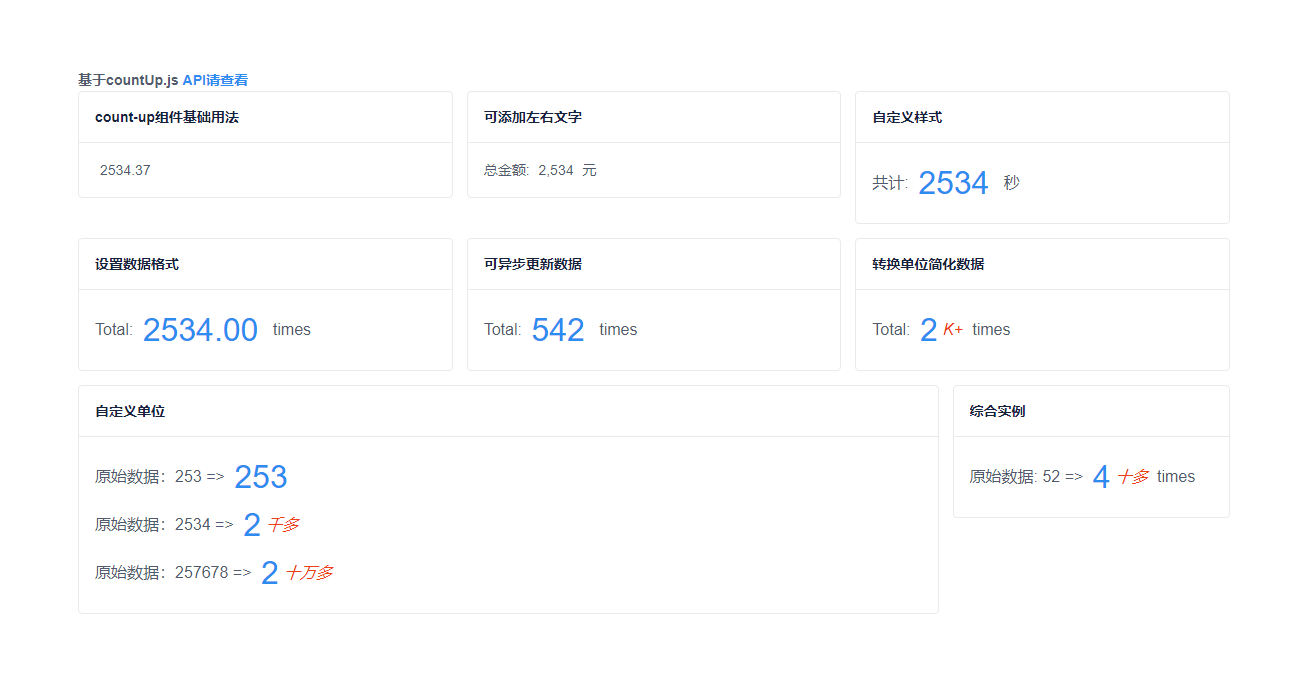 基于countUp.js API请查看
count-up组件基础用法
2534.37
可添加左右文字
总金额: 2,534 元
自定义样式
共计: 2534 秒
设置数据格式
Total: 2534.00 times
可异步更新数据
Total: 542 times
转换单位简化数据
Total: 2 K+ times
自定义单位
原始数据：253 => 253
原始数据：2534 => 2 千多
原始数据：257678 => 2 十万多
综合实例
原始数据: 52 => 4 十多 times